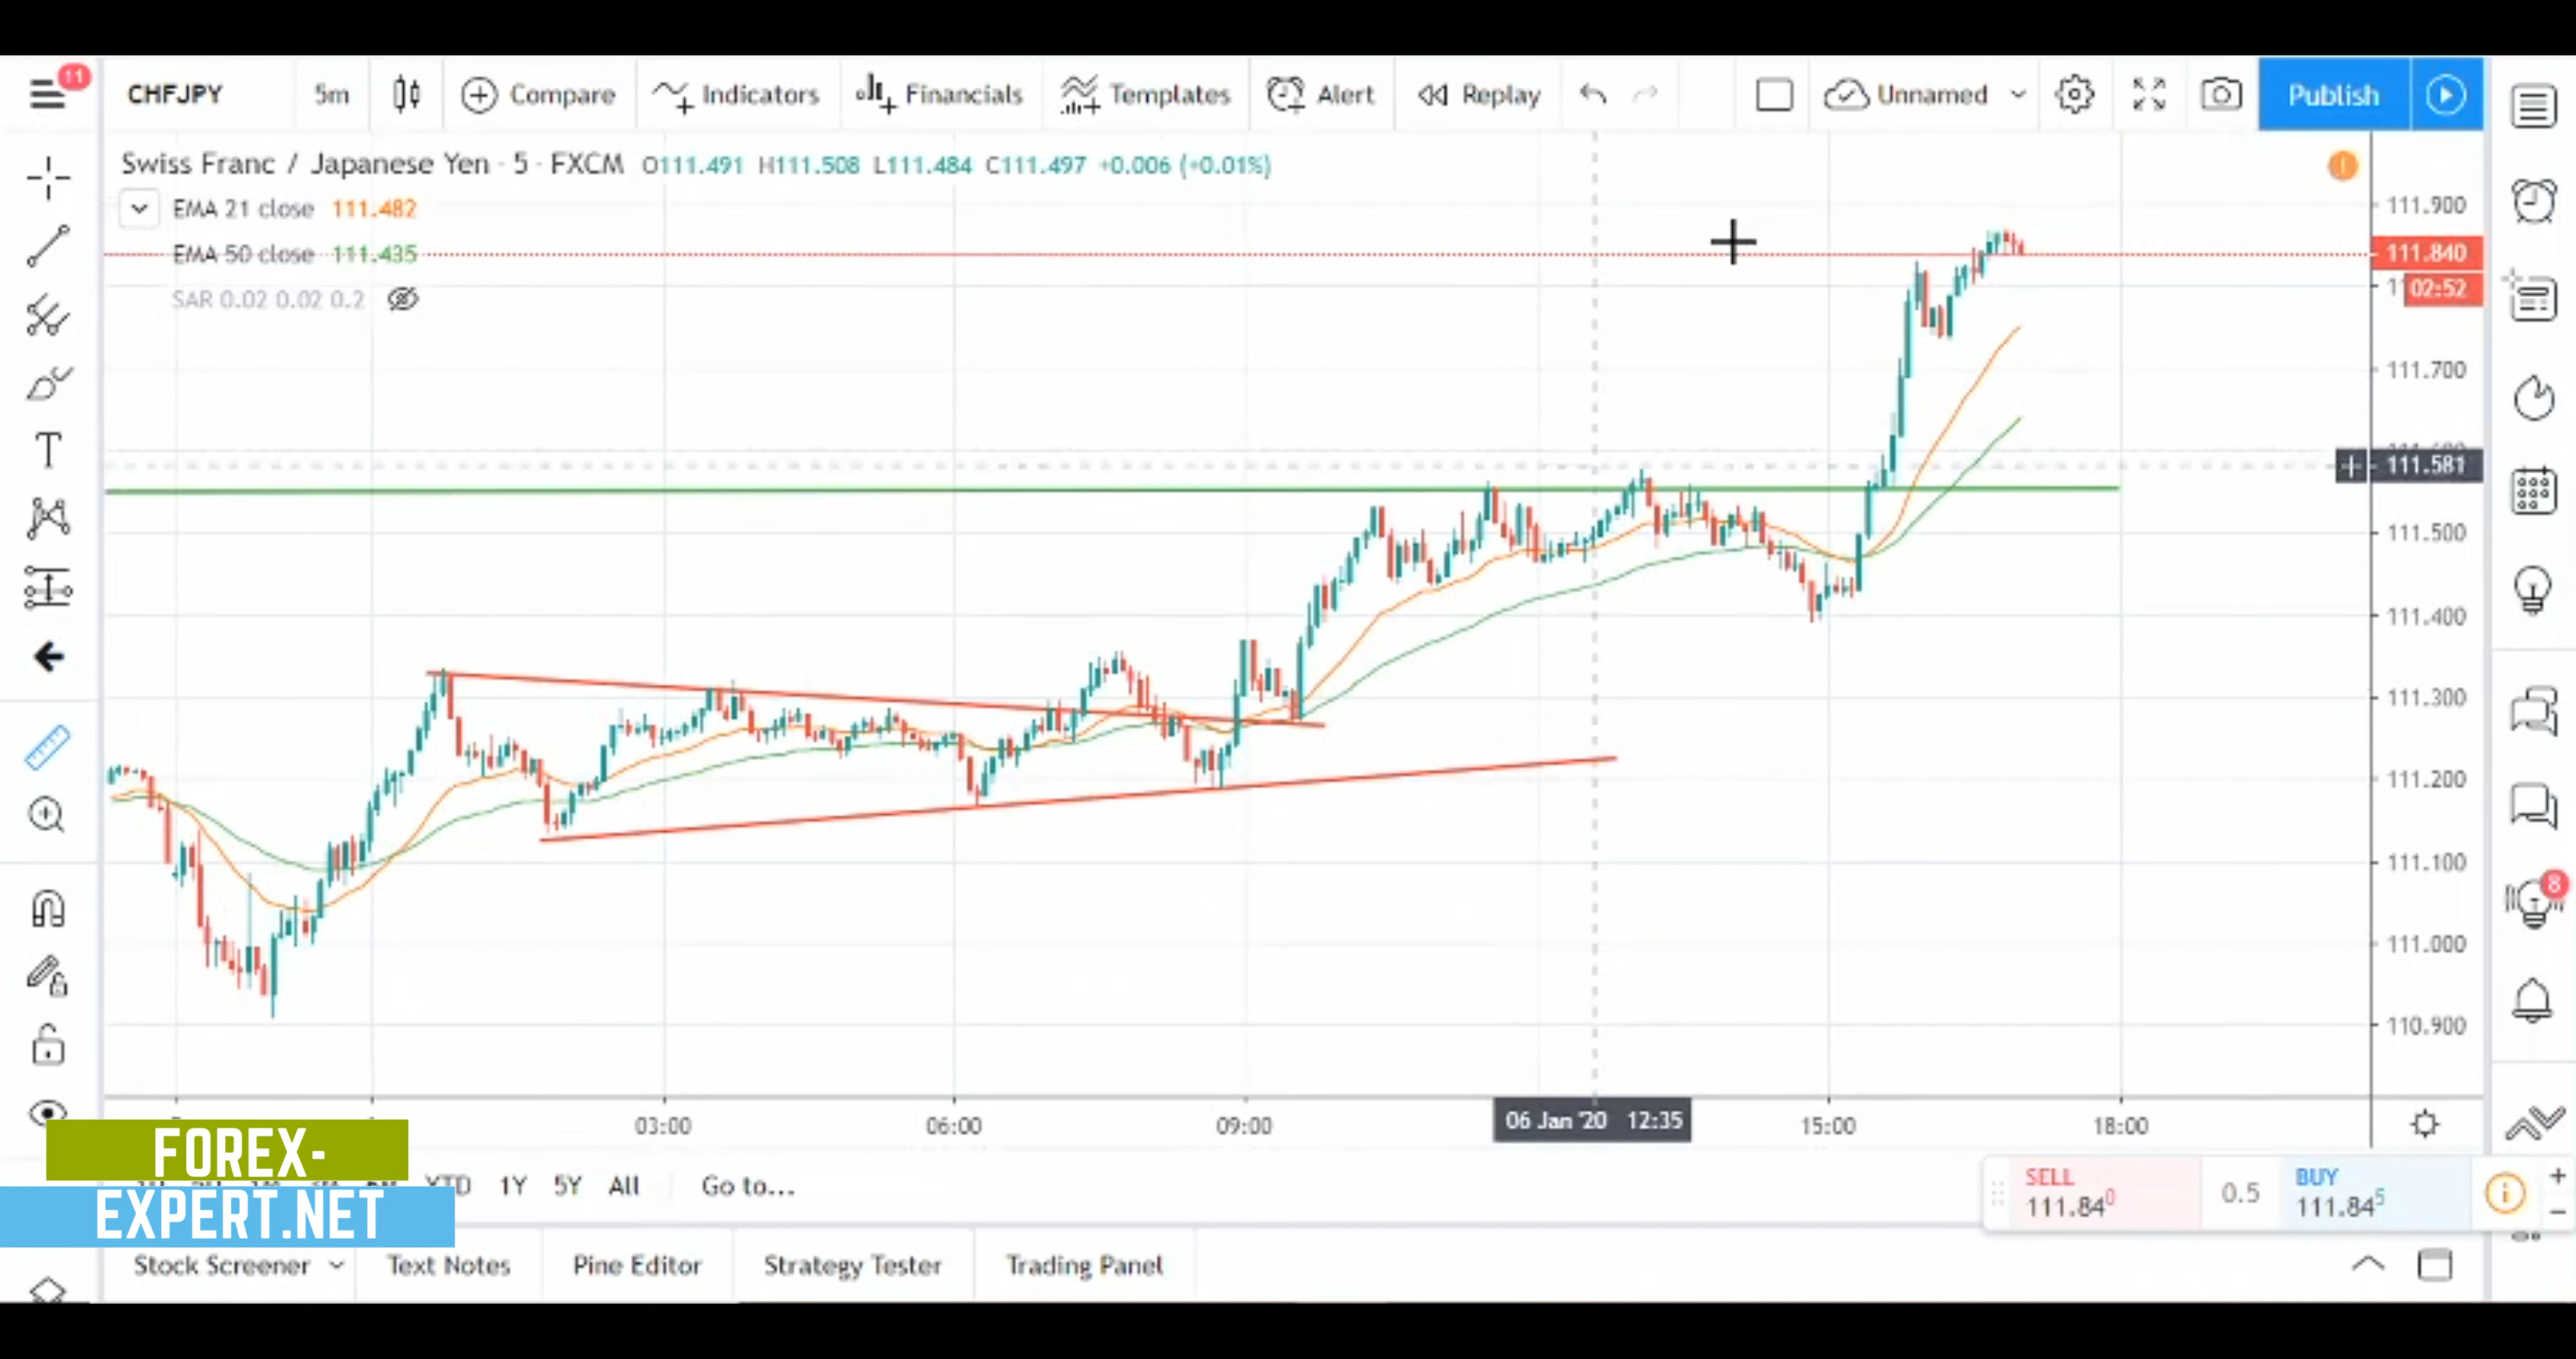 11
CHFJPY 5m Compare Indicators Financials Templates Alert Replay Unnamed Publish
Swiss Franc / Japanese Yen · 5 · FXCM O111.491 H111.508 L111.484 C111.497 +0.006 (+0.01%)
EMA 21 close 111.482
EMA 50 close 111.435
SAR 0.02 0.02 0.2
111.900
111.840
02:52
111.700
111.581
111.500
111.400
111.300
111.200
111.100
111.000
110.900
8
03:00 06:00 09:00 06 Jan '20 12:35 15:00 18:00
YTD 1Y 5Y All Go to...
SELL
111.840
0.5
BUY
111.845
FOREX-
EXPERT.NET
Stock Screener Text Notes Pine Editor Strategy Tester Trading Panel